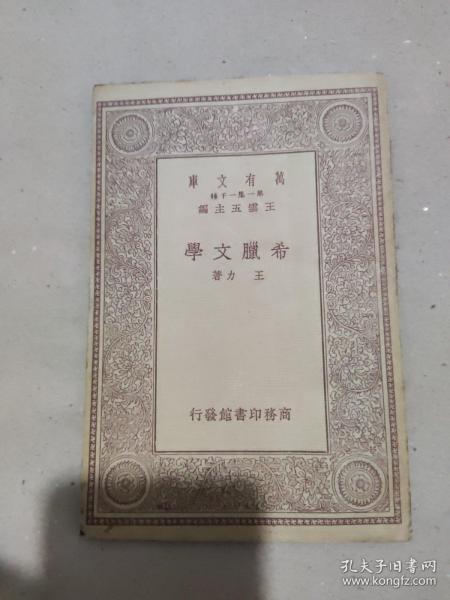 萬有文庫
第一集一千種
王雲五主編
希臘文學
王力著
商務印書館發行
孔夫子旧书网
www.kongfz.com